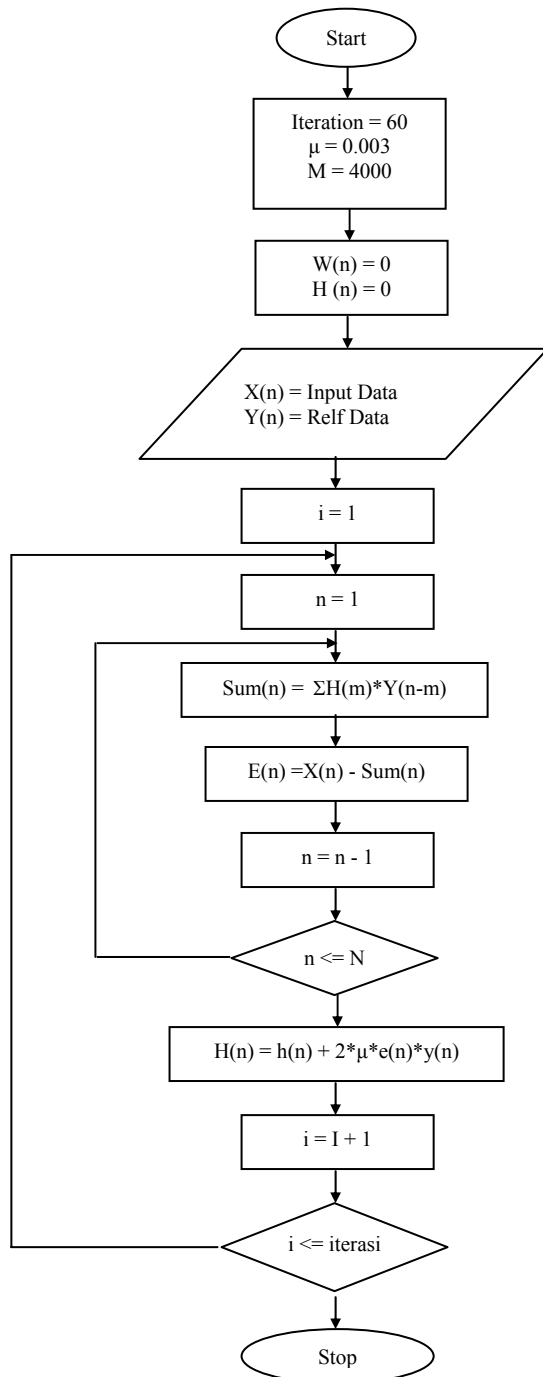 Start
Iteration = 60
μ = 0.003
M = 4000
W(n) = 0
H (n) = 0
X(n) = Input Data
Y(n) = Relf Data
i = 1
n = 1
Sum(n) = ΣH(m)*Y(n-m)
E(n) =X(n) - Sum(n)
n = n - 1
n <= N
H(n) = h(n) + 2*μ*e(n)*y(n)
i = I + 1
i <= iterasi
Stop